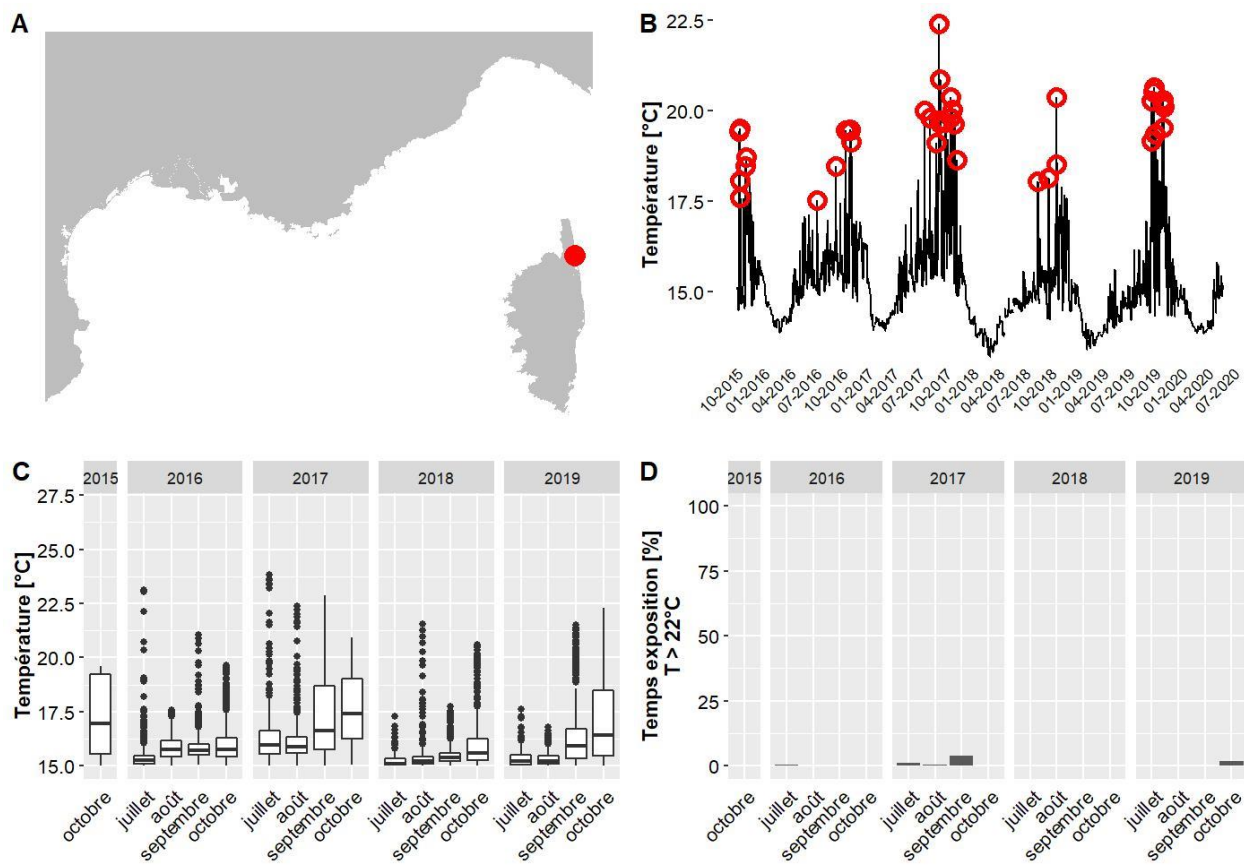 A
B
Température [°C]
22.5
20.0
17.5
15.0
10-2015
01-2016
04-2016
07-2016
10-2016
01-2017
04-2017
07-2017
10-2017
01-2018
04-2018
07-2018
10-2018
01-2019
04-2019
07-2019
10-2019
01-2020
04-2020
07-2020
C
2015
2016
2017
2018
2019
Température [°C]
27.5
25.0
22.5
20.0
17.5
15.0
octobre
juillet
août
septembre
octobre
juillet
août
septembre
octobre
juillet
août
septembre
octobre
juillet
août
septembre
octobre
D
2015
2016
2017
2018
2019
Temps exposition [%]
T > 22°C
100
75
50
25
0
octobre
juillet
août
septembre
octobre
juillet
août
septembre
octobre
juillet
août
septembre
octobre
juillet
août
septembre
octobre